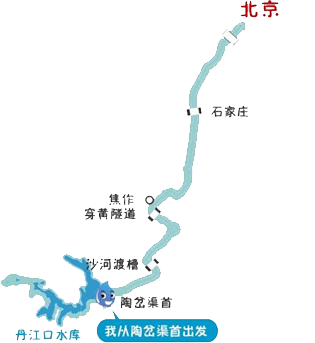 北京
石家庄
焦作
穿黄隧道
沙河渡槽
陶岔渠首
丹江口水库
我从陶岔渠首出发